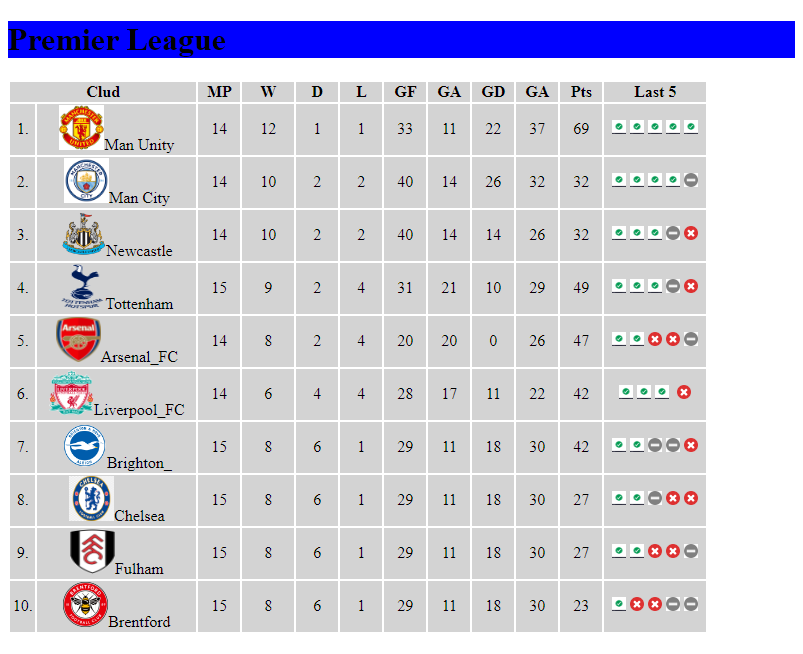 Premier League
Clud MP W D L GF GA GD GA Pts Last 5
1. Man Unity 14 12 1 1 33 11 22 37 69
2. Man City 14 10 2 2 40 14 26 32 32
3. Newcastle 14 10 2 2 40 14 14 26 32
4. Tottenham 15 9 2 4 31 21 10 29 49
5. Arsenal Arsenal_FC 14 8 2 4 20 20 0 26 47
6. Liverpool_FC 14 6 4 4 28 17 11 22 42
7. Brighton_ 15 8 6 1 29 11 18 30 42
8. Chelsea 15 8 6 1 29 11 18 30 27
9. Fulham 15 8 6 1 29 11 18 30 27
10. Brentford 15 8 6 1 29 11 18 30 23